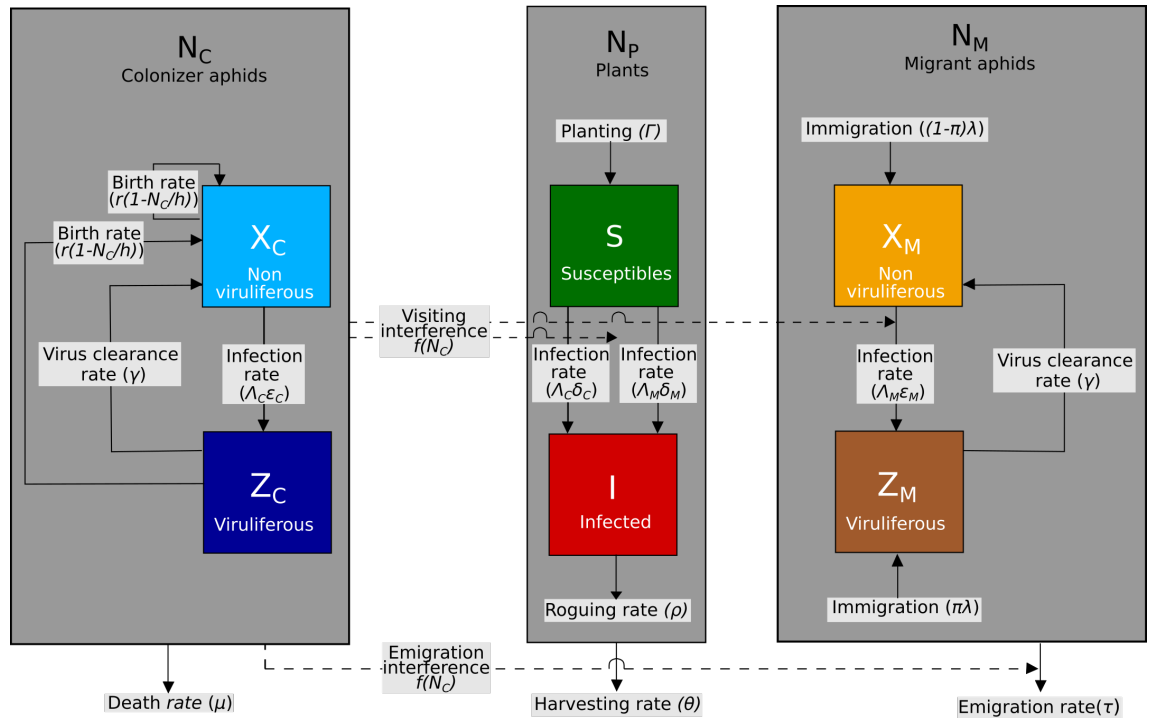 N_C
Colonizer aphids
Birth rate
(r(1-N_C/h))
Birth rate
(r(1-N_C/h))
X_C
Non
viruliferous
Virus clearance
rate (γ)
Infection
rate
(Λ_Cε_C)
Z_C
Viruliferous
Death rate (μ)
Visiting
interference
f(N_C)
Emigration
interference
f(N_C)
N_P
Plants
Planting (Γ)
S
Susceptibles
Infection
rate
(Λ_Cδ_C)
Infection
rate
(Λ_Mδ_M)
I
Infected
Roguing rate (ρ)
Harvesting rate (θ)
N_M
Migrant aphids
Immigration ((1-π)λ)
X_M
Non
viruliferous
Infection
rate
(Λ_Mε_M)
Virus clearance
rate (γ)
Z_M
Viruliferous
Immigration (πλ)
Emigration rate(τ)